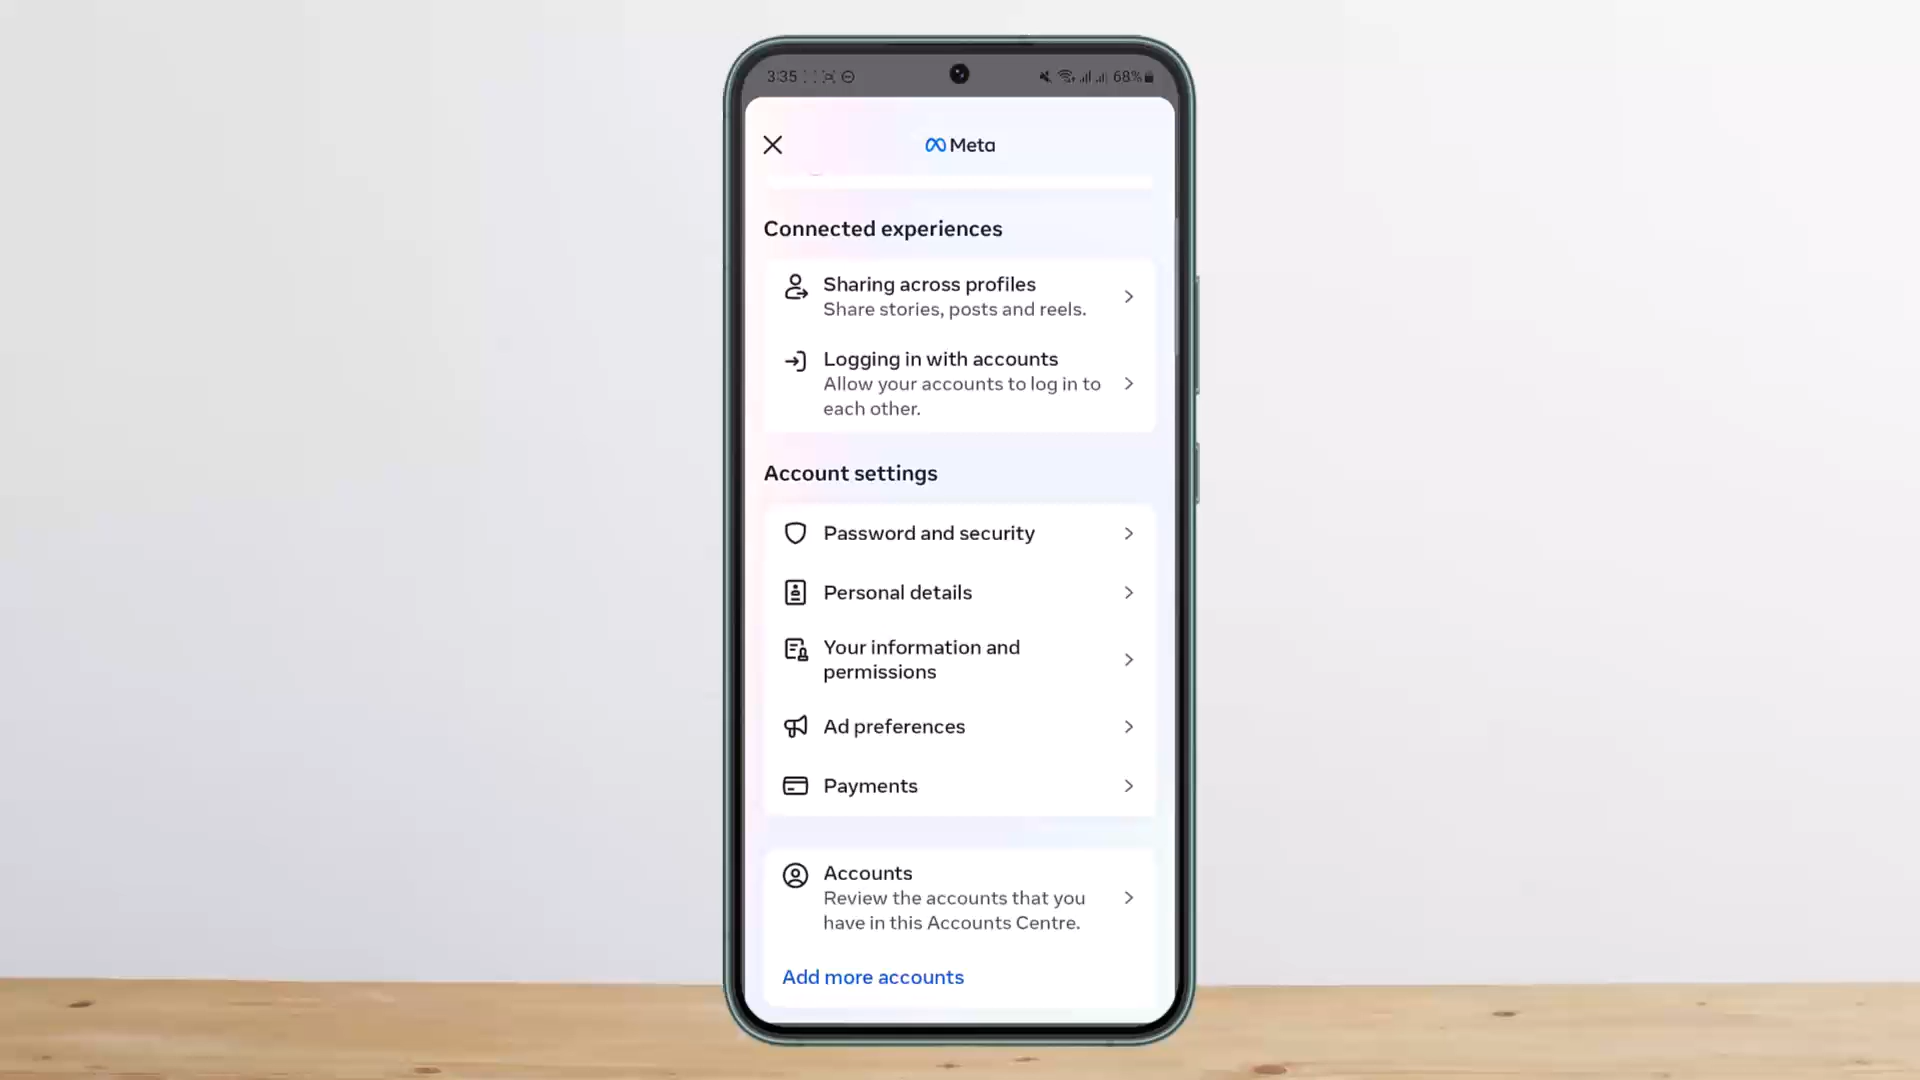 3:35
68%
Meta
Connected experiences
Sharing across profiles
Share stories, posts and reels.
Logging in with accounts
Allow your accounts to log in to
each other.
Account settings
Password and security
Personal details
Your information and
permissions
Ad preferences
Payments
Accounts
Review the accounts that you
have in this Accounts Centre.
Add more accounts